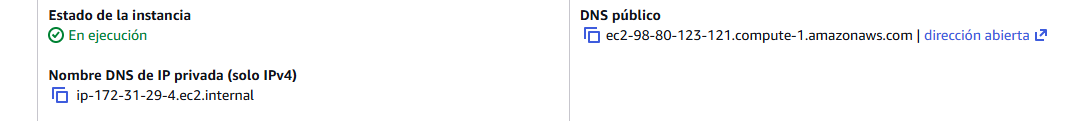 Estado de la instancia
En ejecución
Nombre DNS de IP privada (solo IPv4)
ip-172-31-29-4.ec2.internal
DNS público
ec2-98-80-123-121.compute-1.amazonaws.com | dirección abierta